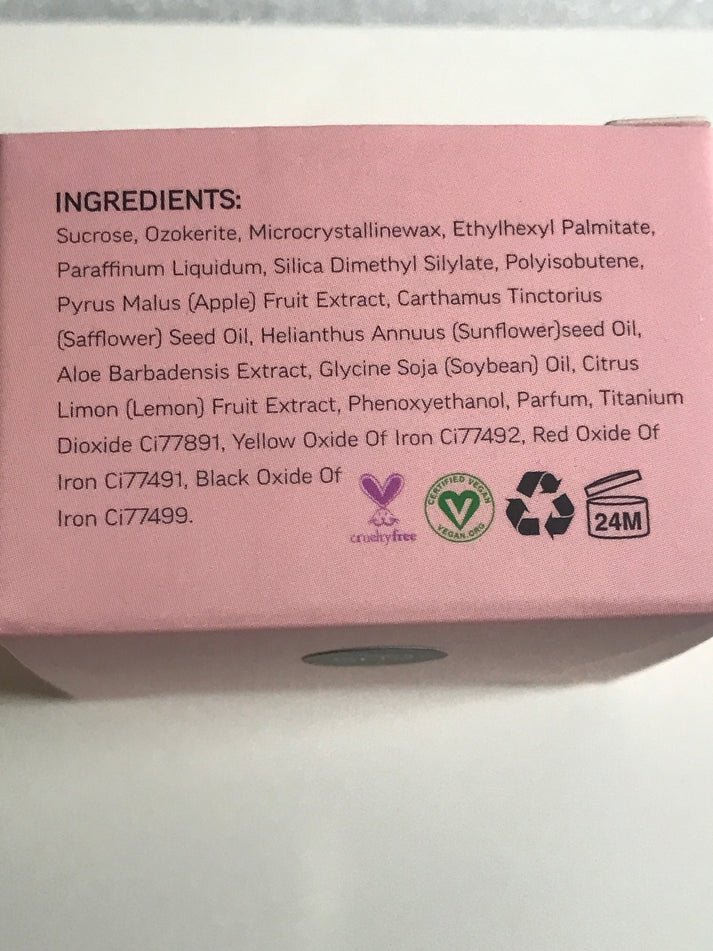 INGREDIENTS:
Sucrose, Ozokerite, Microcrystallinewax, Ethylhexyl Palmitate,
Paraffinum Liquidum, Silica Dimethyl Silylate, Polyisobutene,
Pyrus Malus (Apple) Fruit Extract, Carthamus Tinctorius
(Safflower) Seed Oil, Helianthus Annuus (Sunflower)seed Oil,
Aloe Barbadensis Extract, Glycine Soja (Soybean) Oil, Citrus
Limon (Lemon) Fruit Extract, Phenoxyethanol, Parfum, Titanium
Dioxide Ci77891, Yellow Oxide Of Iron Ci77492, Red Oxide Of
Iron Ci77491, Black Oxide Of
Iron Ci77499.
crueltyfree
CERTIFIED VEGAN
V
VEGAN.ORG
24M